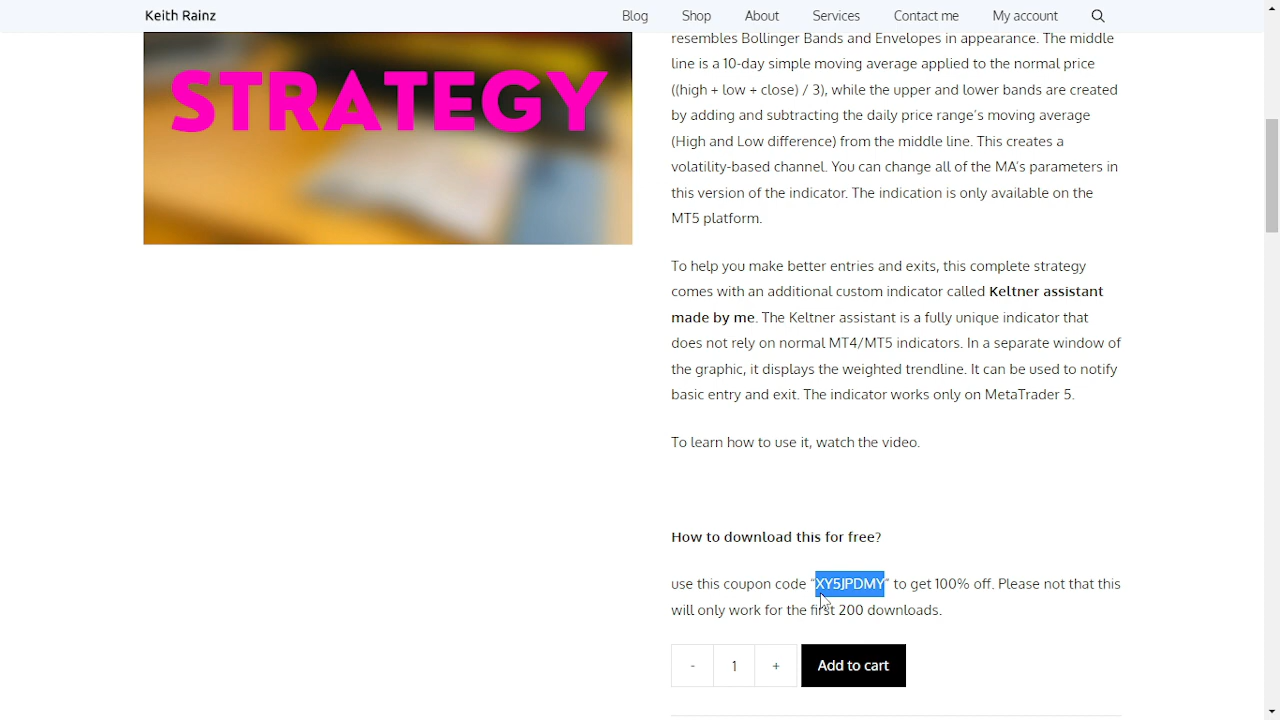 Keith Rainz
Blog
Shop
About
Services
Contact me
My account
STRATEGY
resembles Bollinger Bands and Envelopes in appearance. The middle
line is a 10-day simple moving average applied to the normal price
((high + low + close) / 3), while the upper and lower bands are created
by adding and subtracting the daily price range's moving average
(High and Low difference) from the middle line. This creates a
volatility-based channel. You can change all of the MA's parameters in
this version of the indicator. The indication is only available on the
MT5 platform.
To help you make better entries and exits, this complete strategy
comes with an additional custom indicator called Keltner assistant
made by me. The Keltner assistant is a fully unique indicator that
does not rely on normal MT4/MT5 indicators. In a separate window of
the graphic, it displays the weighted trendline. It can be used to notify
basic entry and exit. The indicator works only on MetaTrader 5.
To learn how to use it, watch the video.
How to download this for free?
use this coupon code “XY5JPDMY” to get 100% off. Please not that this
will only work for the first 200 downloads.
- 1 +
Add to cart